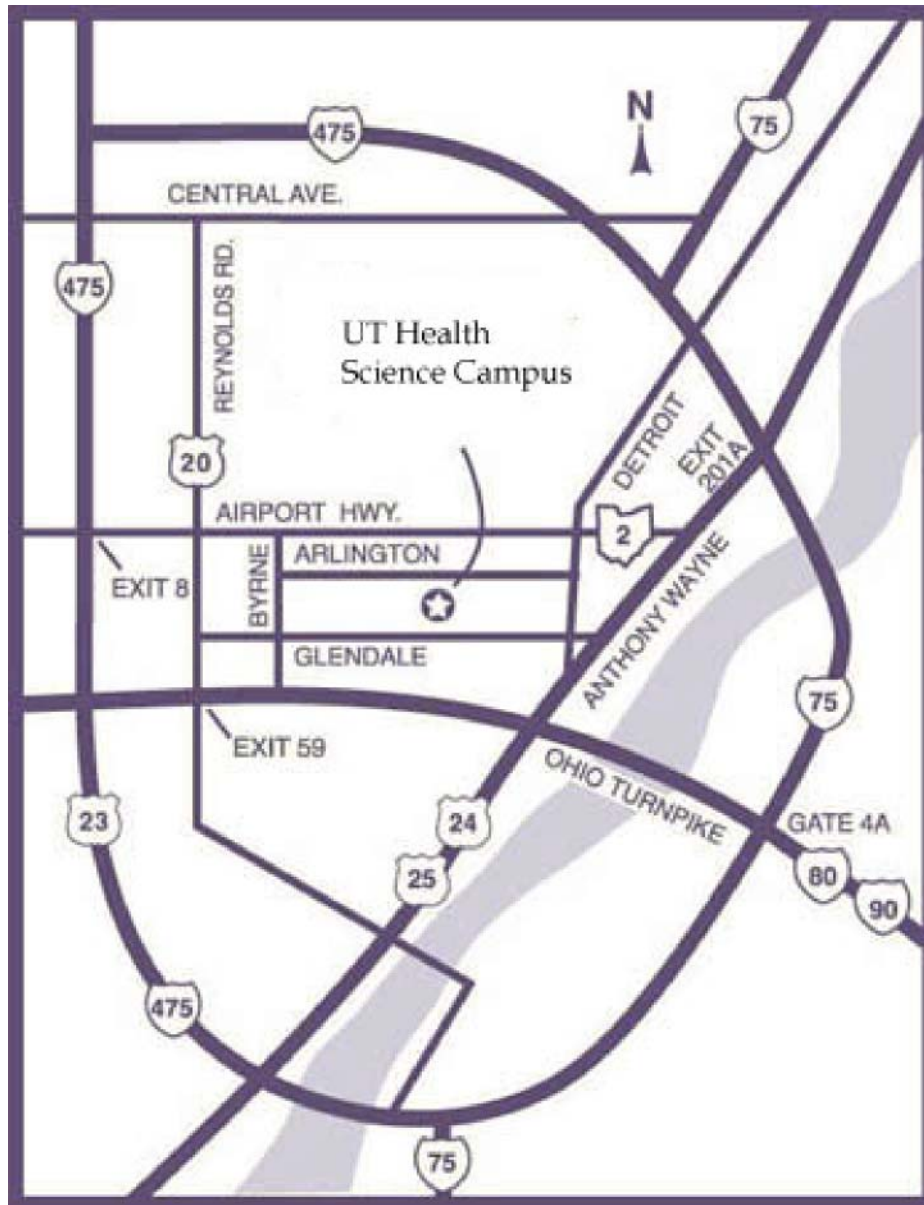 475
N
75
CENTRAL AVE.
475
REYNOLDS RD.
UT Health
Science Campus
DETROIT
EXIT
201A
20
AIRPORT HWY.
2
BYRNE
ARLINGTON
EXIT 8
ANTHONY WAYNE
GLENDALE
75
EXIT 59
OHIO TURNPIKE
23
24
GATE 4A
25
80
90
475
75